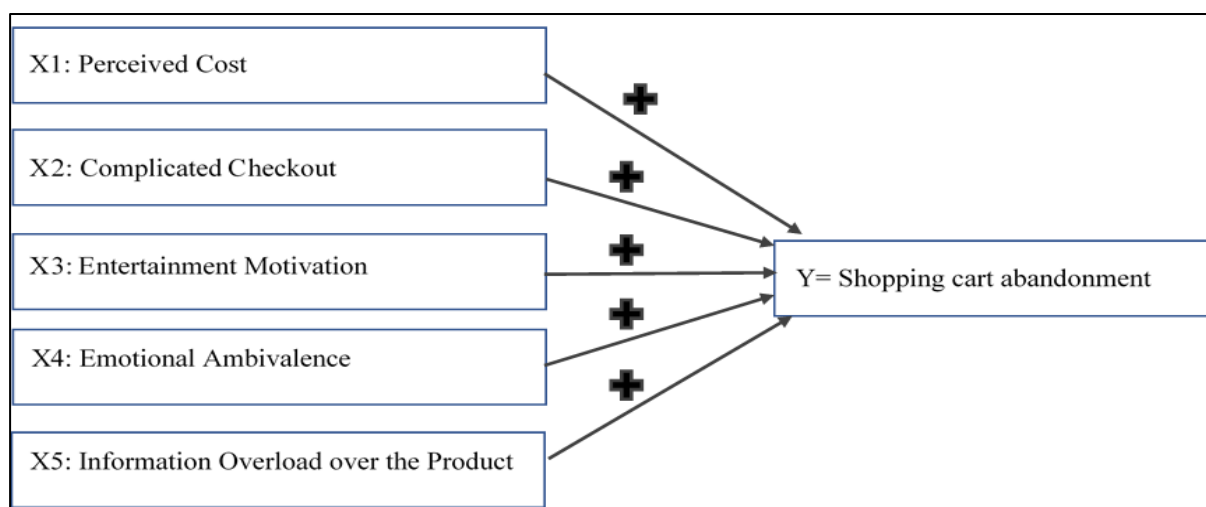 X1: Perceived Cost
X2: Complicated Checkout
X3: Entertainment Motivation
Y= Shopping cart abandonment
X4: Emotional Ambivalence
X5: Information Overload over the Product